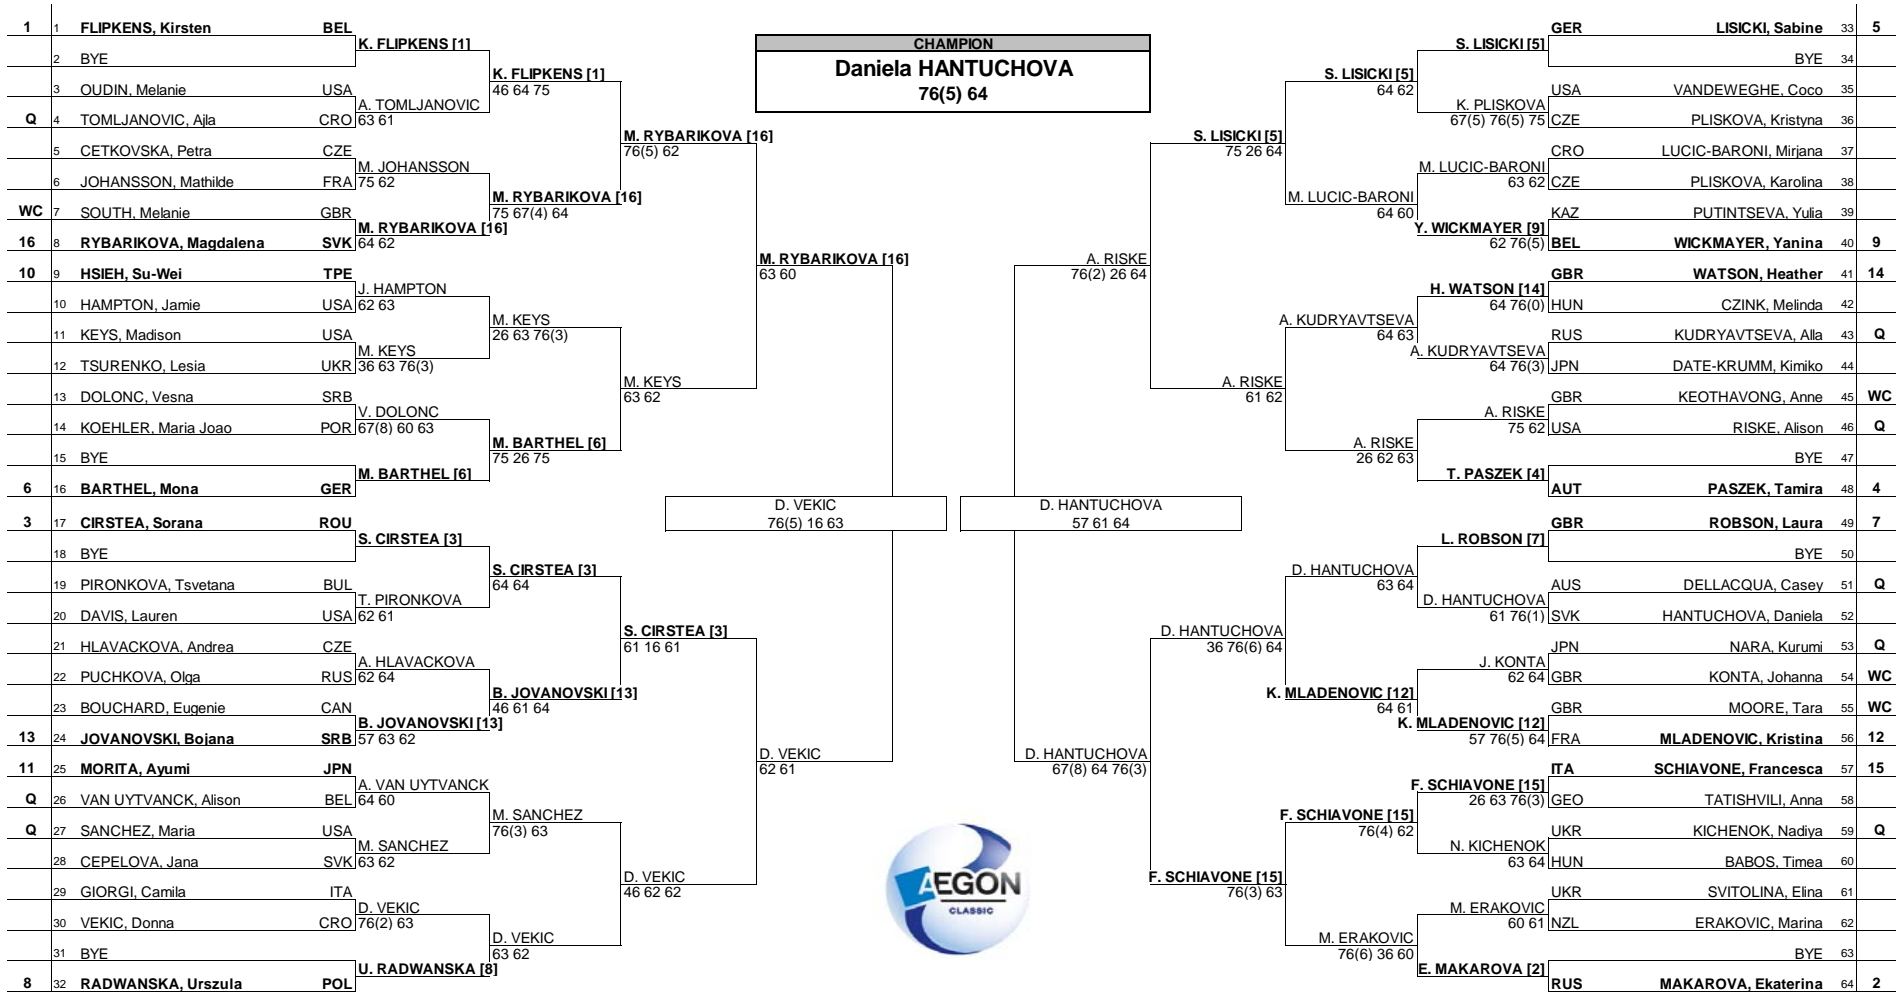 1 1 FLIPKENS, Kirsten BEL
2 BYE
3 OUDIN, Melanie USA
Q 4 TOMLJANOVIC, Ajla CRO
5 CETKOVSKA, Petra CZE
6 JOHANSSON, Mathilde FRA
WC 7 SOUTH, Melanie GBR
16 8 RYBARIKOVA, Magdalena SVK
10 9 HSIEH, Su-Wei TPE
10 HAMPTON, Jamie USA
11 KEYS, Madison USA
12 TSURENKO, Lesia UKR
13 DOLONC, Vesna SRB
14 KOEHLER, Maria Joao POR
15 BYE
6 16 BARTHEL, Mona GER
3 17 CIRSTEA, Sorana ROU
18 BYE
19 PIRONKOVA, Tsvetana BUL
20 DAVIS, Lauren USA
21 HLAVACKOVA, Andrea CZE
22 PUCHKOVA, Olga RUS
23 BOUCHARD, Eugenie CAN
13 24 JOVANOVSKI, Bojana SRB
11 25 MORITA, Ayumi JPN
Q 26 VAN UYTVANCK, Alison BEL
Q 27 SANCHEZ, Maria USA
28 CEPELOVA, Jana SVK
29 GIORGI, Camila ITA
30 VEKIC, Donna CRO
31 BYE
8 32 RADWANSKA, Urszula POL
K. FLIPKENS [1]
A. TOMLJANOVIC
63 61
M. JOHANSSON
75 62
M. RYBARIKOVA [16]
64 62
J. HAMPTON
62 63
M. KEYS
36 63 76(3)
V. DOLONC
67(8) 60 63
M. BARTHEL [6]
S. CIRSTEA [3]
T. PIRONKOVA
62 61
A. HLAVACKOVA
62 64
B. JOVANOVSKI [13]
57 63 62
A. VAN UYTVANCK
64 60
M. SANCHEZ
63 62
D. VEKIC
76(2) 63
U. RADWANSKA [8]
K. FLIPKENS [1]
46 64 75
M. RYBARIKOVA [16]
75 67(4) 64
M. KEYS
26 63 76(3)
M. BARTHEL [6]
75 26 75
S. CIRSTEA [3]
64 64
B. JOVANOVSKI [13]
46 61 64
M. SANCHEZ
76(3) 63
D. VEKIC
63 62
M. RYBARIKOVA [16]
76(5) 62
M. KEYS
63 62
S. CIRSTEA [3]
61 16 61
D. VEKIC
46 62 62
M. RYBARIKOVA [16]
63 60
D. VEKIC
62 61
D. VEKIC
76(5) 16 63
CHAMPION
Daniela HANTUCHOVA
76(5) 64
D. HANTUCHOVA
57 61 64
A. RISKE
76(2) 26 64
D. HANTUCHOVA
67(8) 64 76(3)
S. LISICKI [5]
75 26 64
A. RISKE
61 62
D. HANTUCHOVA
36 76(6) 64
F. SCHIAVONE [15]
76(3) 63
S. LISICKI [5]
64 62
M. LUCIC-BARONI
64 60
A. KUDRYAVTSEVA
64 63
A. RISKE
26 62 63
D. HANTUCHOVA
63 64
K. MLADENOVIC [12]
64 61
F. SCHIAVONE [15]
76(4) 62
M. ERAKOVIC
76(6) 36 60
S. LISICKI [5]
K. PLISKOVA
67(5) 76(5) 75
M. LUCIC-BARONI
63 62
Y. WICKMAYER [9]
62 76(5)
H. WATSON [14]
64 76(0)
A. KUDRYAVTSEVA
64 76(3)
A. RISKE
75 62
T. PASZEK [4]
L. ROBSON [7]
D. HANTUCHOVA
61 76(1)
J. KONTA
62 64
K. MLADENOVIC [12]
57 76(5) 64
F. SCHIAVONE [15]
26 63 76(3)
N. KICHENOK
63 64
M. ERAKOVIC
60 61
E. MAKAROVA [2]
GER LISICKI, Sabine 33 5
BYE 34
USA VANDEWEGHE, Coco 35
CZE PLISKOVA, Kristyna 36
CRO LUCIC-BARONI, Mirjana 37
CZE PLISKOVA, Karolina 38
KAZ PUTINTSEVA, Yulia 39
BEL WICKMAYER, Yanina 40 9
GBR WATSON, Heather 41 14
HUN CZINK, Melinda 42
RUS KUDRYAVTSEVA, Alla 43 Q
JPN DATE-KRUMM, Kimiko 44
GBR KEOTHAVONG, Anne 45 WC
USA RISKE, Alison 46 Q
BYE 47
AUT PASZEK, Tamira 48 4
GBR ROBSON, Laura 49 7
BYE 50
AUS DELLACQUA, Casey 51 Q
SVK HANTUCHOVA, Daniela 52
JPN NARA, Kurumi 53 Q
GBR KONTA, Johanna 54 WC
GBR MOORE, Tara 55 WC
FRA MLADENOVIC, Kristina 56 12
ITA SCHIAVONE, Francesca 57 15
GEO TATISHVILI, Anna 58
UKR KICHENOK, Nadiya 59 Q
HUN BABOS, Timea 60
UKR SVITOLINA, Elina 61
NZL ERAKOVIC, Marina 62
BYE 63
RUS MAKAROVA, Ekaterina 64 2
AEGON
CLASSIC